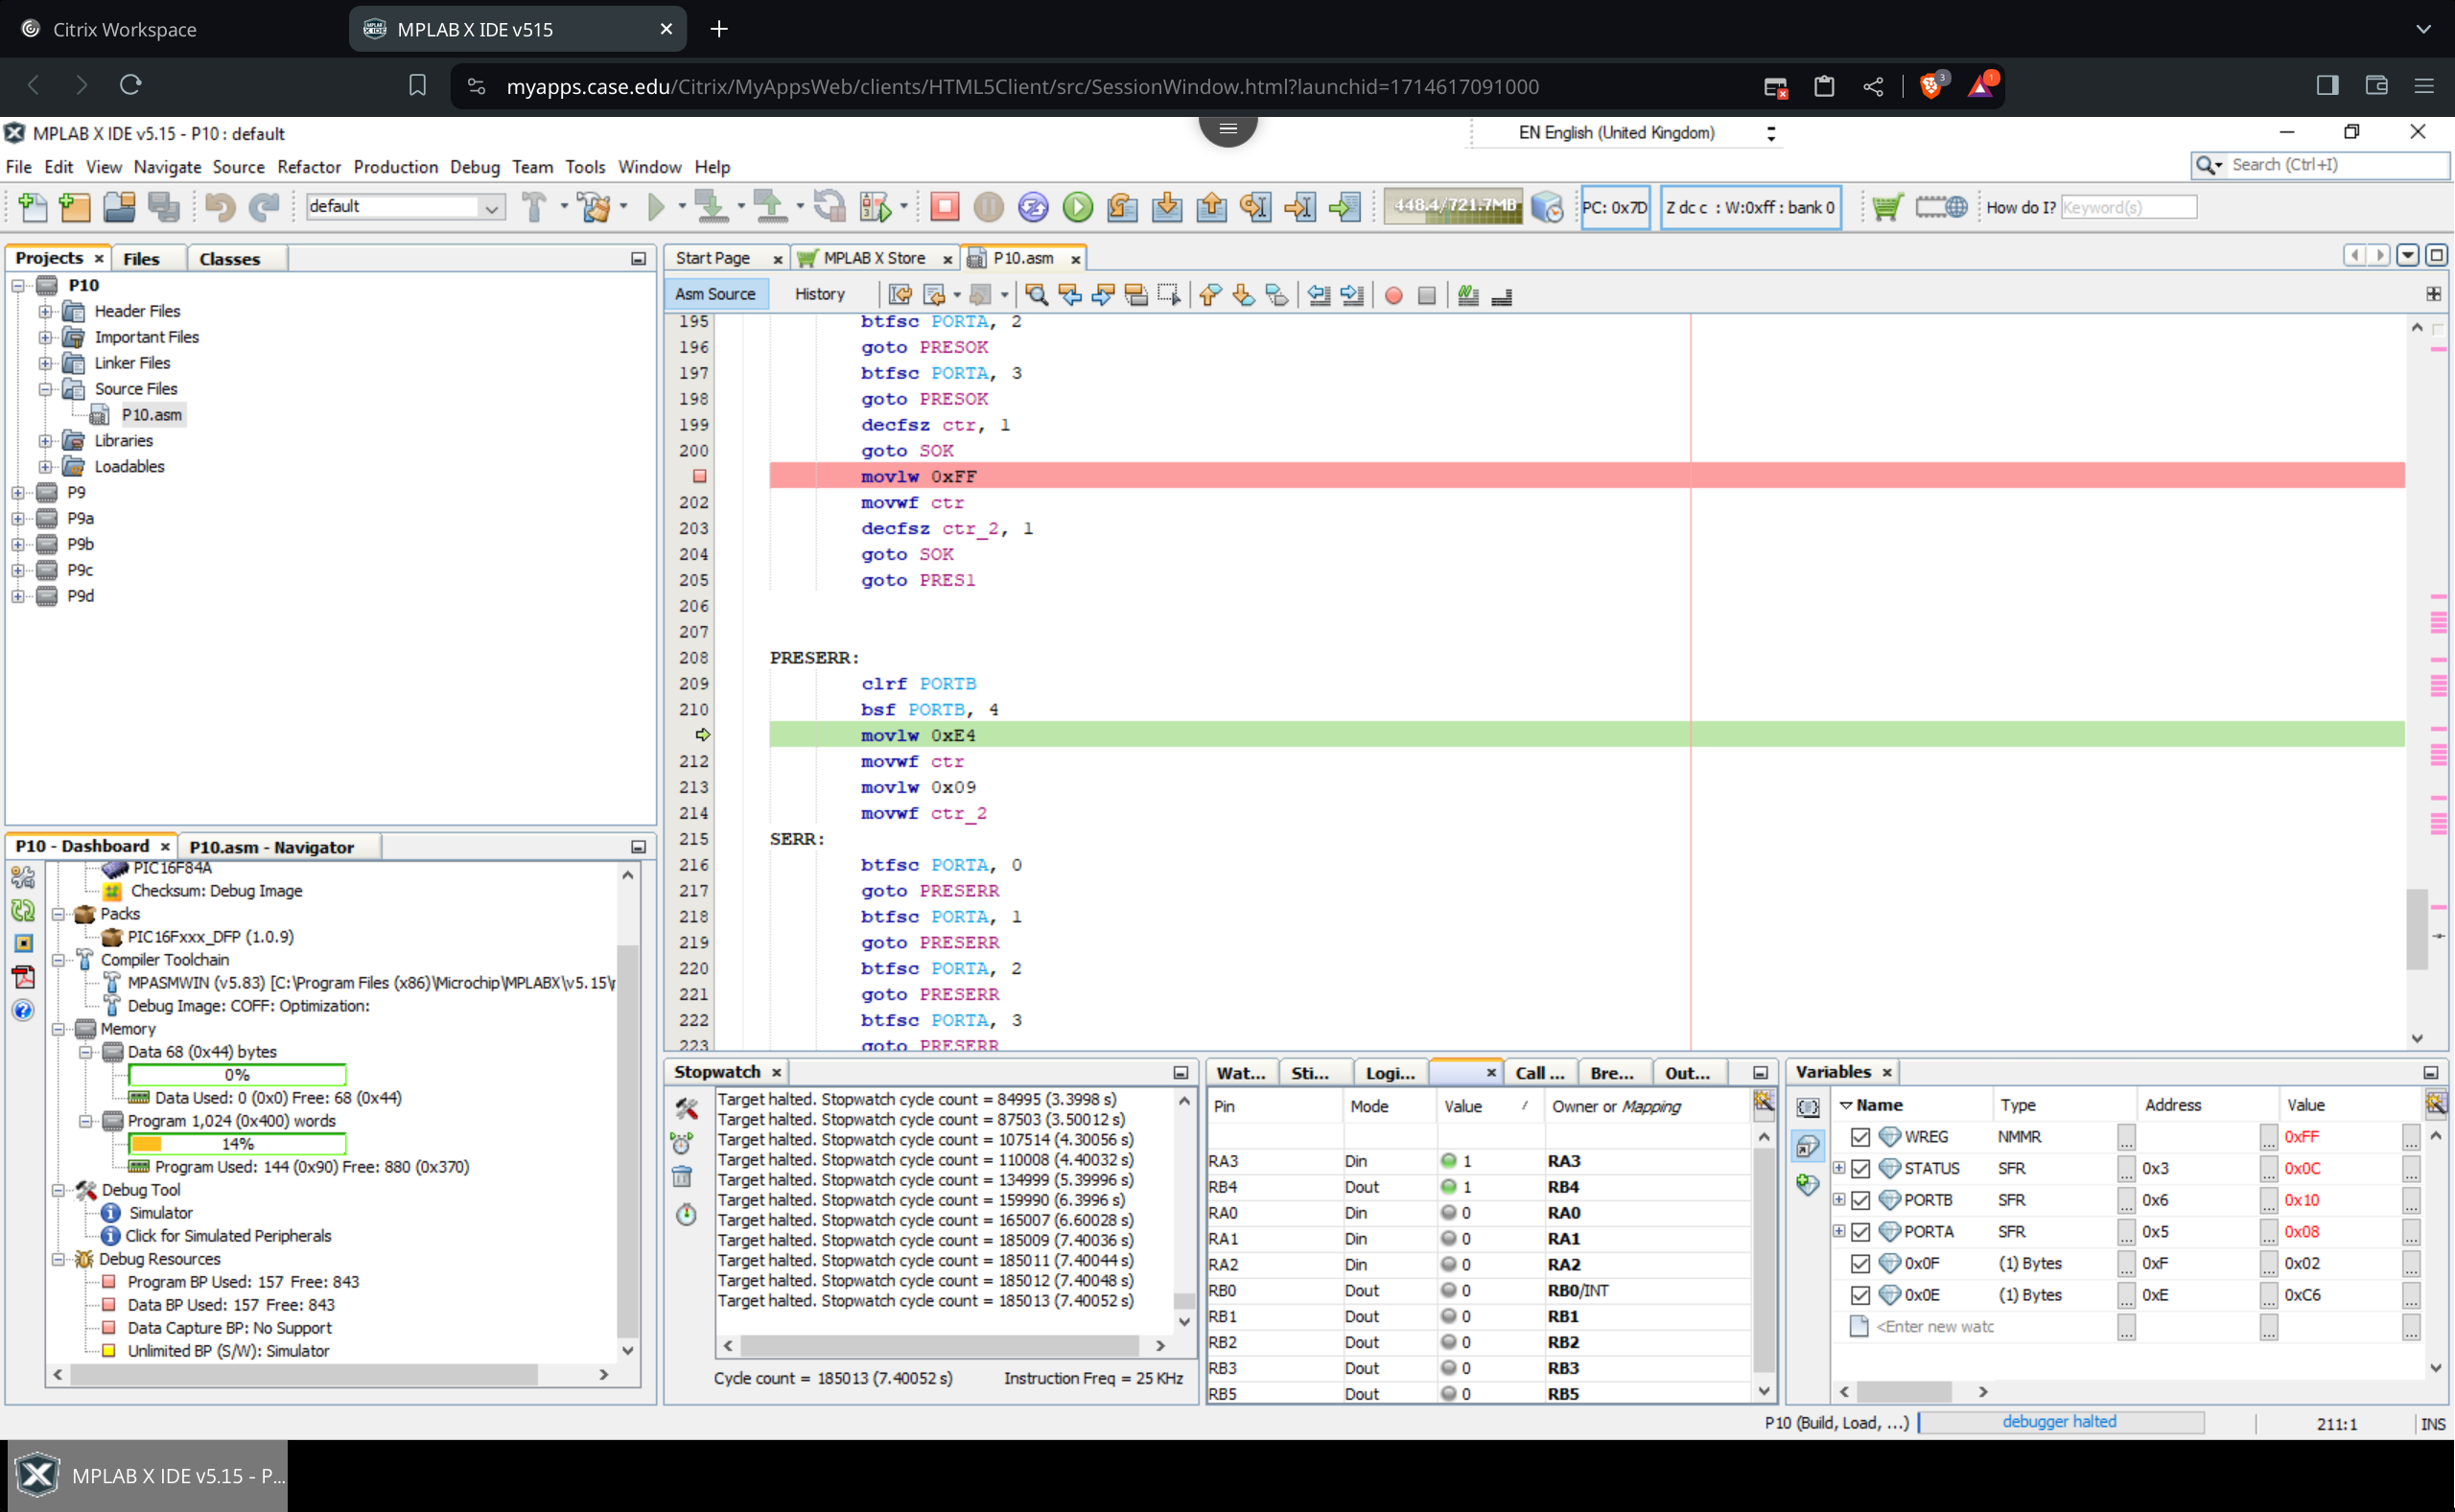 Citrix Workspace
MPLAB X IDE v515
myapps.case.edu/Citrix/MyAppsWeb/clients/HTML5Client/src/SessionWindow.html?launchid=1714617091000
3
1
MPLAB X IDE v5.15 - P10 : default
EN English (United Kingdom)
File Edit View Navigate Source Refactor Production Debug Team Tools Window Help
Search (Ctrl+I)
default
448.4/721.7MB
PC: 0x7D
Z dc c : W:0xff : bank 0
How do I? Keyword(s)
Projects
Files
Classes
P10
Header Files
Important Files
Linker Files
Source Files
P10.asm
Libraries
Loadables
P9
P9a
P9b
P9c
P9d
Start Page
MPLAB X Store
P10.asm
Asm Source
History
195 btfsc PORTA, 2
196 goto PRESOK
197 btfsc PORTA, 3
198 goto PRESOK
199 decfsz ctr, 1
200 goto SOK
movlw 0xFF
202 movwf ctr
203 decfsz ctr_2, 1
204 goto SOK
205 goto PRES1
206
207
208 PRESERR:
209 clrf PORTB
210 bsf PORTB, 4
movlw 0xE4
212 movwf ctr
213 movlw 0x09
214 movwf ctr_2
215 SERR:
216 btfsc PORTA, 0
217 goto PRESERR
218 btfsc PORTA, 1
219 goto PRESERR
220 btfsc PORTA, 2
221 goto PRESERR
222 btfsc PORTA, 3
223 goto PRESERR
P10 - Dashboard
P10.asm - Navigator
PIC16F84A
Checksum: Debug Image
Packs
PIC16Fxxx_DFP (1.0.9)
Compiler Toolchain
MPASMWIN (v5.83) [C:\Program Files (x86)\Microchip\MPLABX\v5.15\
Debug Image: COFF: Optimization:
Memory
Data 68 (0x44) bytes
0%
Data Used: 0 (0x0) Free: 68 (0x44)
Program 1,024 (0x400) words
14%
Program Used: 144 (0x90) Free: 880 (0x370)
Debug Tool
Simulator
Click for Simulated Peripherals
Debug Resources
Program BP Used: 157 Free: 843
Data BP Used: 157 Free: 843
Data Capture BP: No Support
Unlimited BP (S/W): Simulator
Stopwatch
Target halted. Stopwatch cycle count = 84995 (3.3998 s)
Target halted. Stopwatch cycle count = 87503 (3.50012 s)
Target halted. Stopwatch cycle count = 107514 (4.30056 s)
Target halted. Stopwatch cycle count = 110008 (4.40032 s)
Target halted. Stopwatch cycle count = 134999 (5.39996 s)
Target halted. Stopwatch cycle count = 159990 (6.3996 s)
Target halted. Stopwatch cycle count = 165007 (6.60028 s)
Target halted. Stopwatch cycle count = 185009 (7.40036 s)
Target halted. Stopwatch cycle count = 185011 (7.40044 s)
Target halted. Stopwatch cycle count = 185012 (7.40048 s)
Target halted. Stopwatch cycle count = 185013 (7.40052 s)
Cycle count = 185013 (7.40052 s) Instruction Freq = 25 KHz
Wat... Sti... Logi... Call ... Bre... Out...
Pin Mode Value Owner or Mapping
RA3 Din 1 RA3
RB4 Dout 1 RB4
RA0 Din 0 RA0
RA1 Din 0 RA1
RA2 Din 0 RA2
RB0 Dout 0 RB0/INT
RB1 Dout 0 RB1
RB2 Dout 0 RB2
RB3 Dout 0 RB3
RB5 Dout 0 RB5
Variables
Name Type Address Value
WREG NMMR ... ... 0xFF ...
STATUS SFR ... 0x3 ... 0x0C ...
PORTB SFR ... 0x6 ... 0x10 ...
PORTA SFR ... 0x5 ... 0x08 ...
0x0F (1) Bytes ... 0xF ... 0x02 ...
0x0E (1) Bytes ... 0xE ... 0xC6 ...
<Enter new watc ... ... ...
P10 (Build, Load, ...) debugger halted 211:1 INS
MPLAB X IDE v5.15 - P...